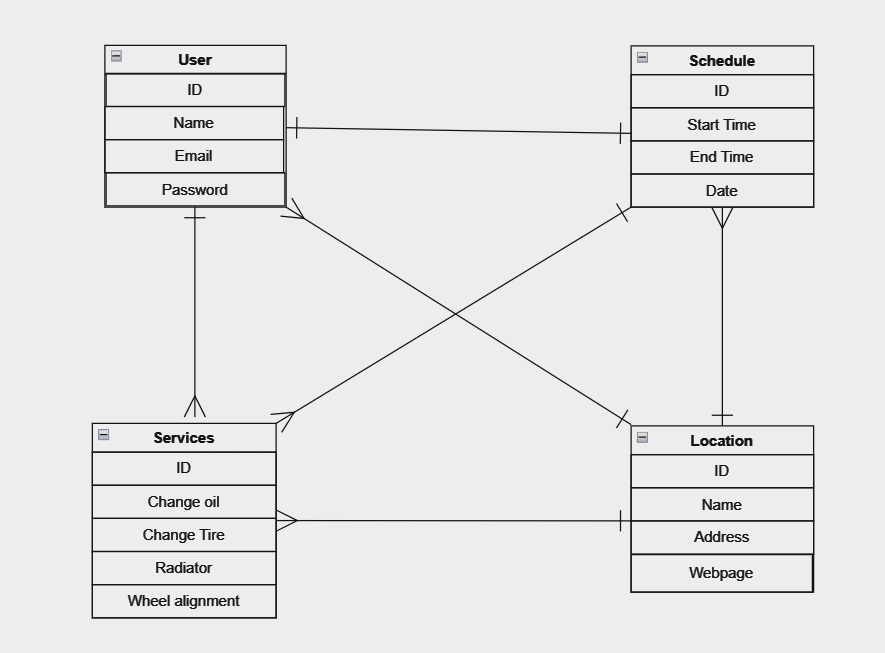 User
ID
Name
Email
Password
Schedule
ID
Start Time
End Time
Date
Services
ID
Change oil
Change Tire
Radiator
Wheel alignment
Location
ID
Name
Address
Webpage